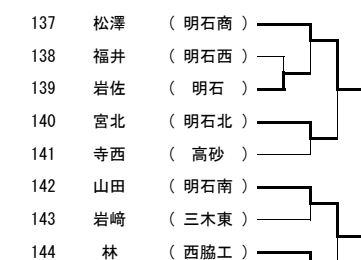 137 松澤 ( 明石商 )
138 福井 ( 明石西 )
139 岩佐 ( 明石 )
140 宮北 ( 明石北 )
141 寺西 ( 高砂 )
142 山田 ( 明石南 )
143 岩﨑 ( 三木東 )
144 林 ( 西脇工 )